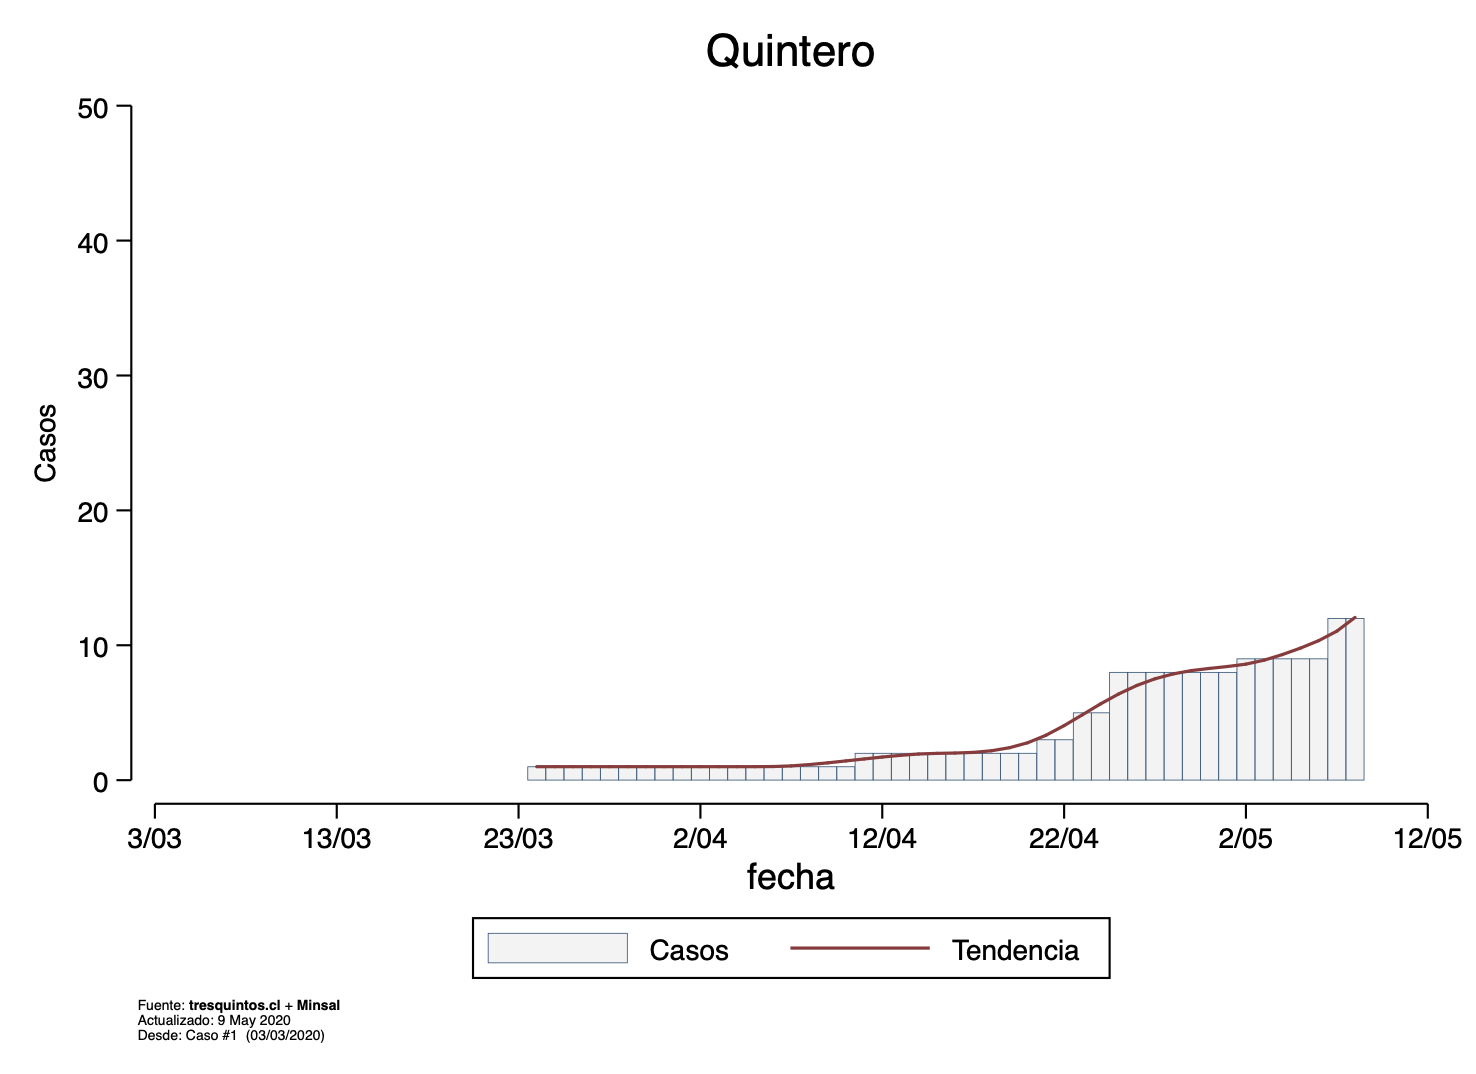 Quintero
50
40
30
20
10
0
Casos
3/03 13/03 23/03 2/04 12/04 22/04 2/05 12/05
fecha
Casos Tendencia
Fuente: tresquintos.cl + Minsal
Actualizado: 9 May 2020
Desde: Caso #1 (03/03/2020)